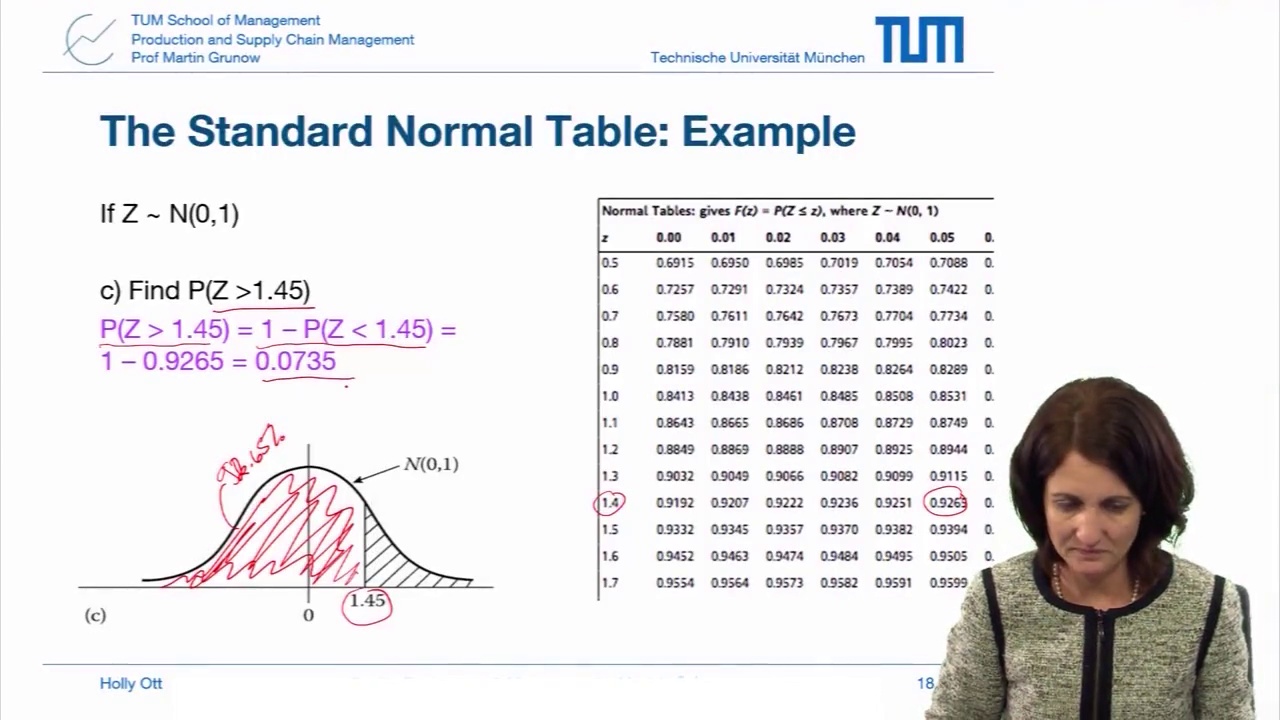 TUM School of Management
Production and Supply Chain Management
Prof Martin Grunow
Technische Universität München
TUM
The Standard Normal Table: Example
If Z ~ N(0,1)
c) Find P(Z >1.45)
P(Z > 1.45) = 1 – P(Z < 1.45) =
1 – 0.9265 = 0.0735
92.65%
N(0,1)
1.45
0
(c)
Normal Tables: gives F(z) = P(Z ≤ z), where Z ~ N(0, 1)
z 0.00 0.01 0.02 0.03 0.04 0.05 0.
0.5 0.6915 0.6950 0.6985 0.7019 0.7054 0.7088 0.
0.6 0.7257 0.7291 0.7324 0.7357 0.7389 0.7422 0.
0.7 0.7580 0.7611 0.7642 0.7673 0.7704 0.7734 0.
0.8 0.7881 0.7910 0.7939 0.7967 0.7995 0.8023 0.
0.9 0.8159 0.8186 0.8212 0.8238 0.8264 0.8289 0.
1.0 0.8413 0.8438 0.8461 0.8485 0.8508 0.8531 0.
1.1 0.8643 0.8665 0.8686 0.8708 0.8729 0.8749 0.
1.2 0.8849 0.8869 0.8888 0.8907 0.8925 0.8944 0.
1.3 0.9032 0.9049 0.9066 0.9082 0.9099 0.9115 0.
1.4 0.9192 0.9207 0.9222 0.9236 0.9251 0.9265 0.
1.5 0.9332 0.9345 0.9357 0.9370 0.9382 0.9394 0.
1.6 0.9452 0.9463 0.9474 0.9484 0.9495 0.9505 0.
1.7 0.9554 0.9564 0.9573 0.9582 0.9591 0.9599 0.
Holly Ott
18.